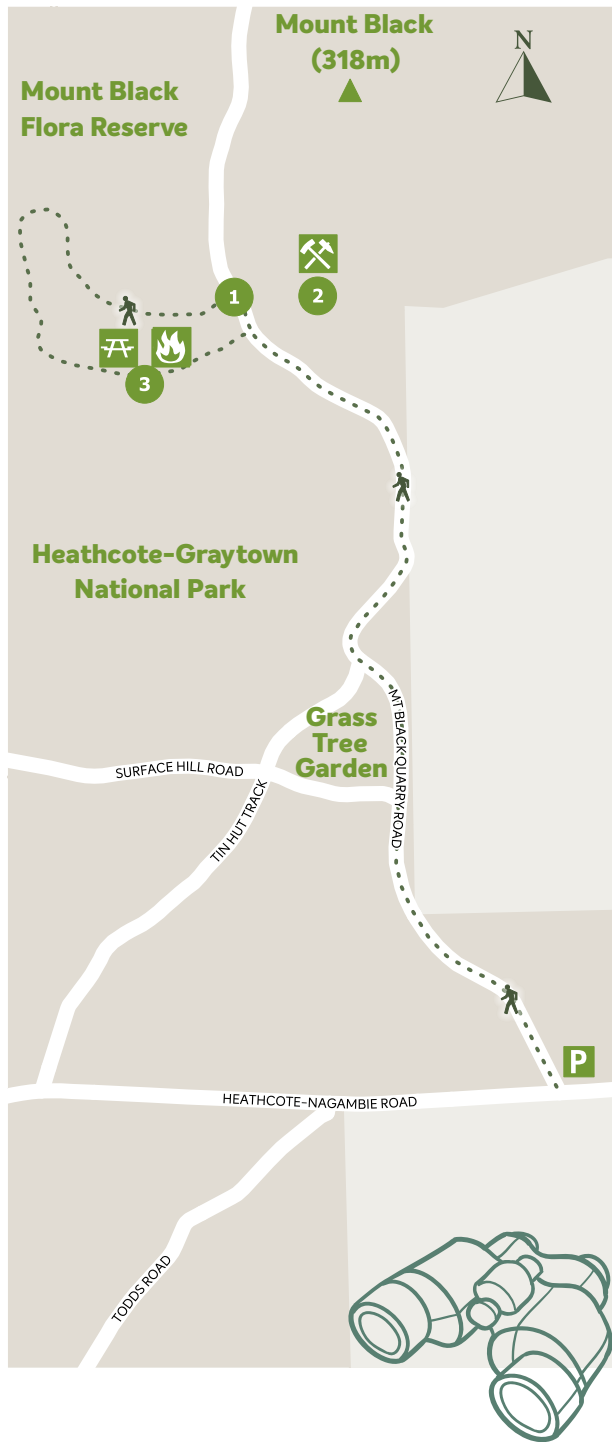 Mount Black
(318m)
N
Mount Black
Flora Reserve
1
2
3
Heathcote-Graytown
National Park
Grass
Tree
Garden
MT BLACK QUARRY ROAD
SURFACE HILL ROAD
TIN HUT TRACK
P
HEATHCOTE-NAGAMBIE ROAD
TODDS ROAD